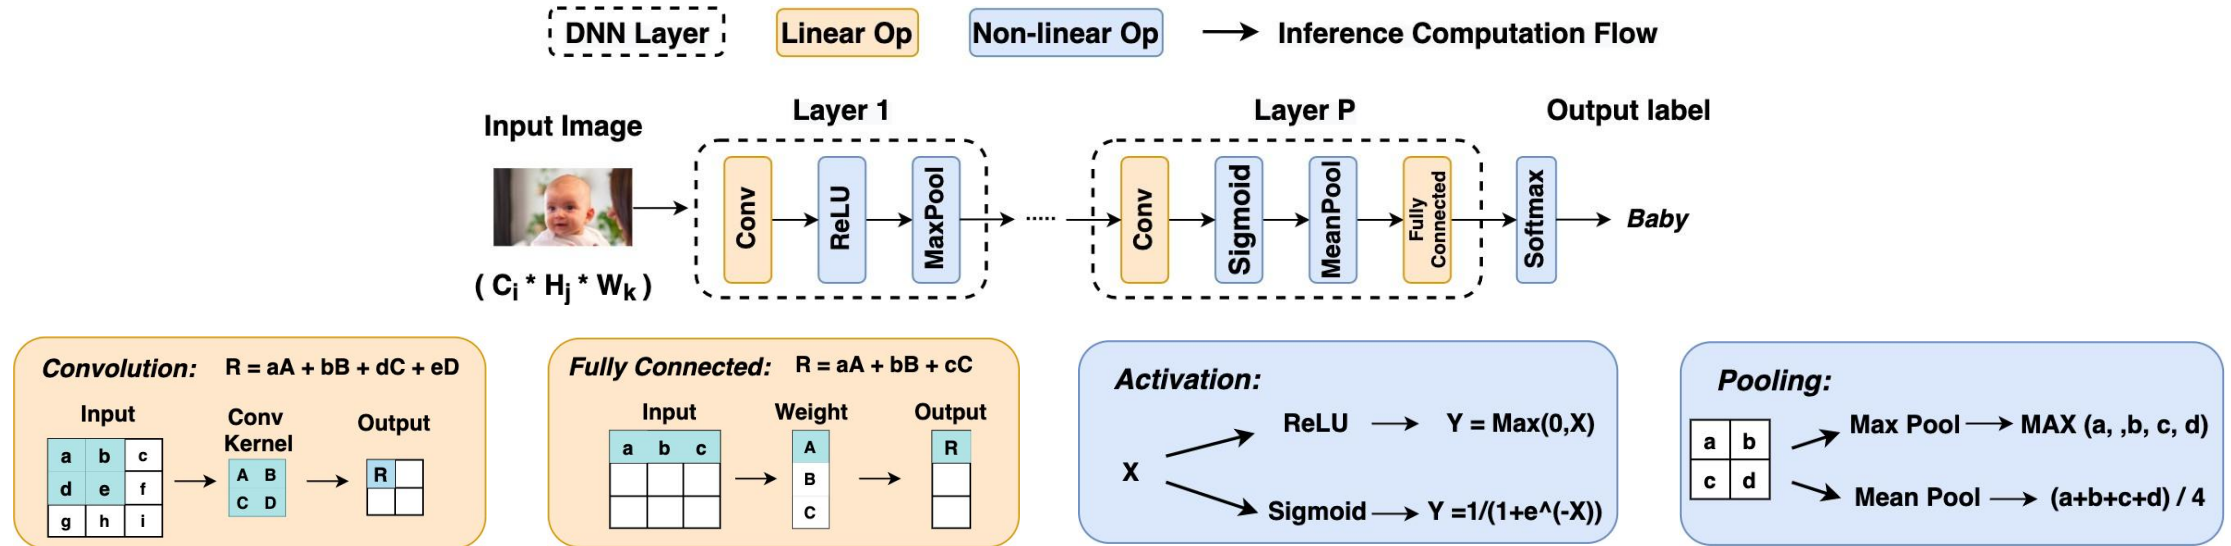 DNN Layer
Linear Op
Non-linear Op
Inference Computation Flow
Input Image
( Ci * Hj * Wk )
Layer 1
Conv
ReLU
MaxPool
.....
Layer P
Conv
Sigmoid
MeanPool
Fully
Connected
Output label
Softmax
Baby
Convolution: R = aA + bB + dC + eD
Input
Conv
Kernel
Output
a b c
d e f
g h i
A B
C D
R
Fully Connected: R = aA + bB + cC
Input
Weight
Output
a b c
A
B
C
R
Activation:
X
ReLU
Y = Max(0,X)
Sigmoid
Y =1/(1+e^(-X))
Pooling:
a b
c d
Max Pool
MAX (a, ,b, c, d)
Mean Pool
(a+b+c+d) / 4